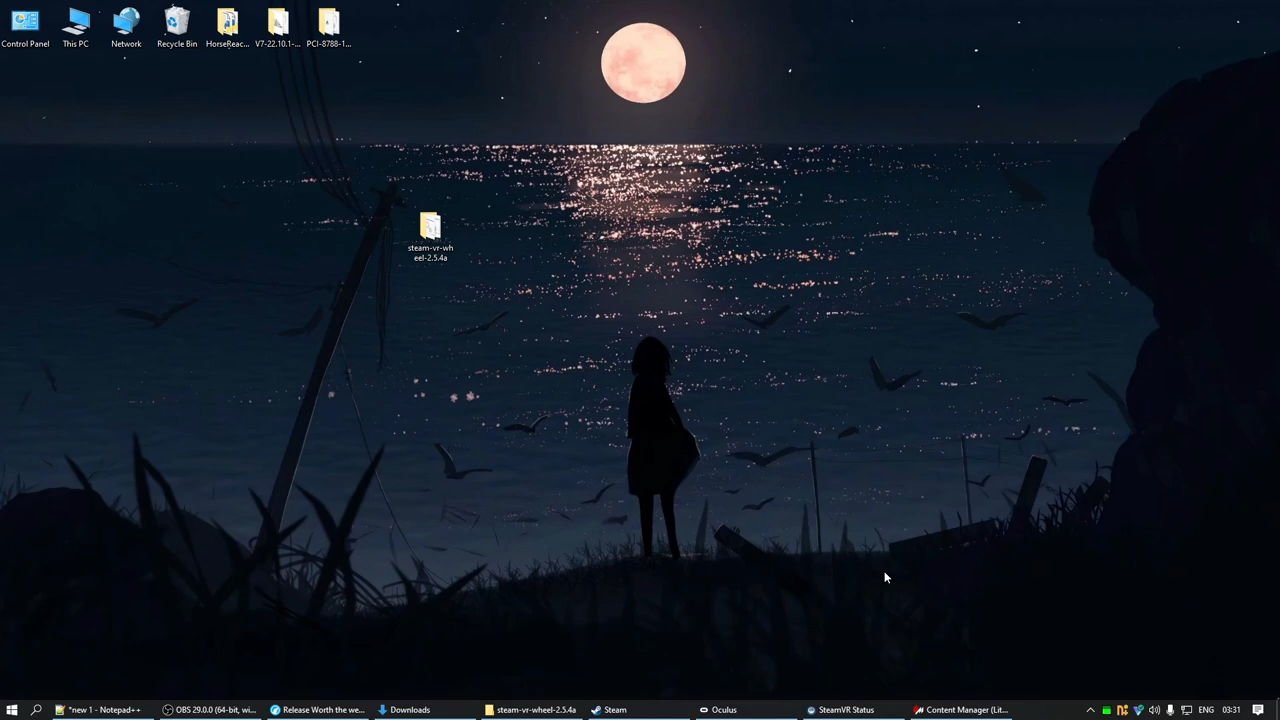 Control Panel
This PC
Network
Recycle Bin
HorseReac...
V7-22.10.1-...
PCI-8788-1...
steam-vr-wh
eel-2.5.4a
*new 1 - Notepad++
OBS 29.0.0 (64-bit, wi...
Release Worth the we...
Downloads
steam-vr-wheel-2.5.4a
Steam
Oculus
SteamVR Status
Content Manager (Lit...
ENG
03:31